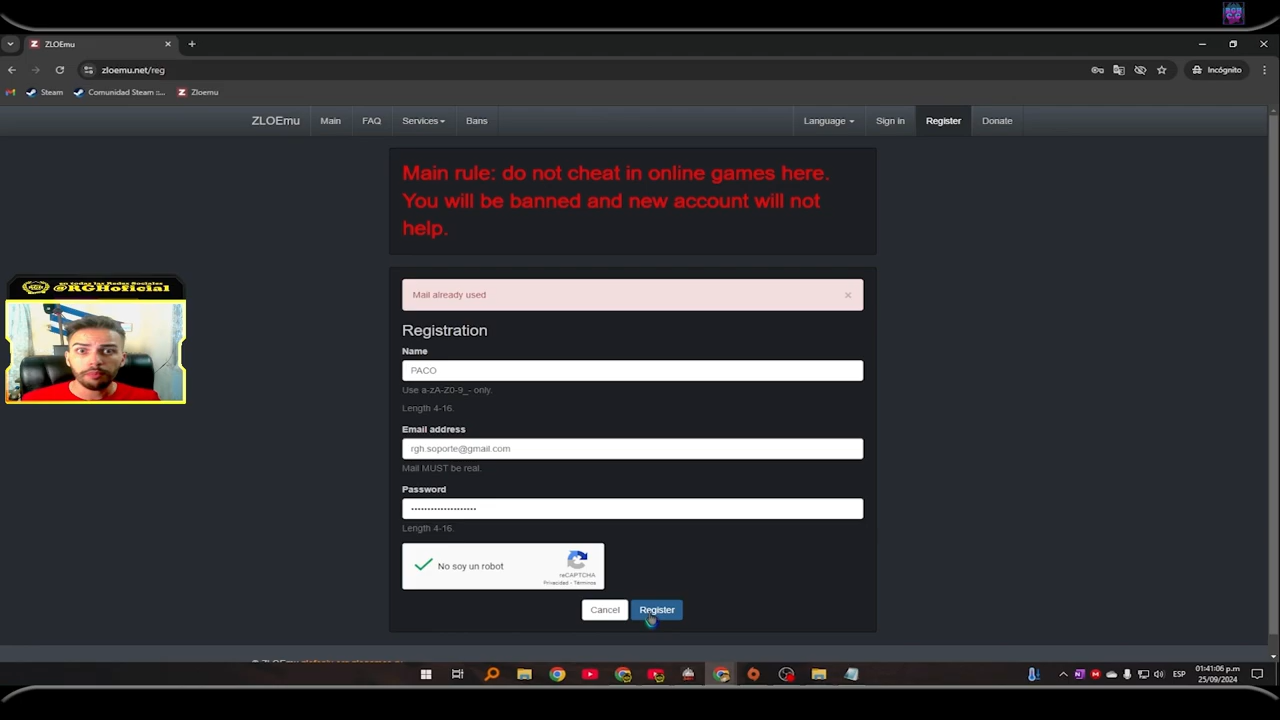 ZLOEmu
zloemu.net/reg
Incógnito
Steam
Comunidad Steam ::...
Zloemu
ZLOEmu
Main
FAQ
Services
Bans
Language
Sign in
Register
Donate
Main rule: do not cheat in online games here.
You will be banned and new account will not
help.
Mail already used
×
Registration
Name
PACO
Use a-zA-Z0-9_- only.
Length 4-16.
Email address
rgh.soporte@gmail.com
Mail MUST be real.
Password
Length 4-16.
No soy un robot
reCAPTCHA
Privacidad - Términos
Cancel
Register
@RGHoficial
ESP
01:41:06 p.m.
25/09/2024